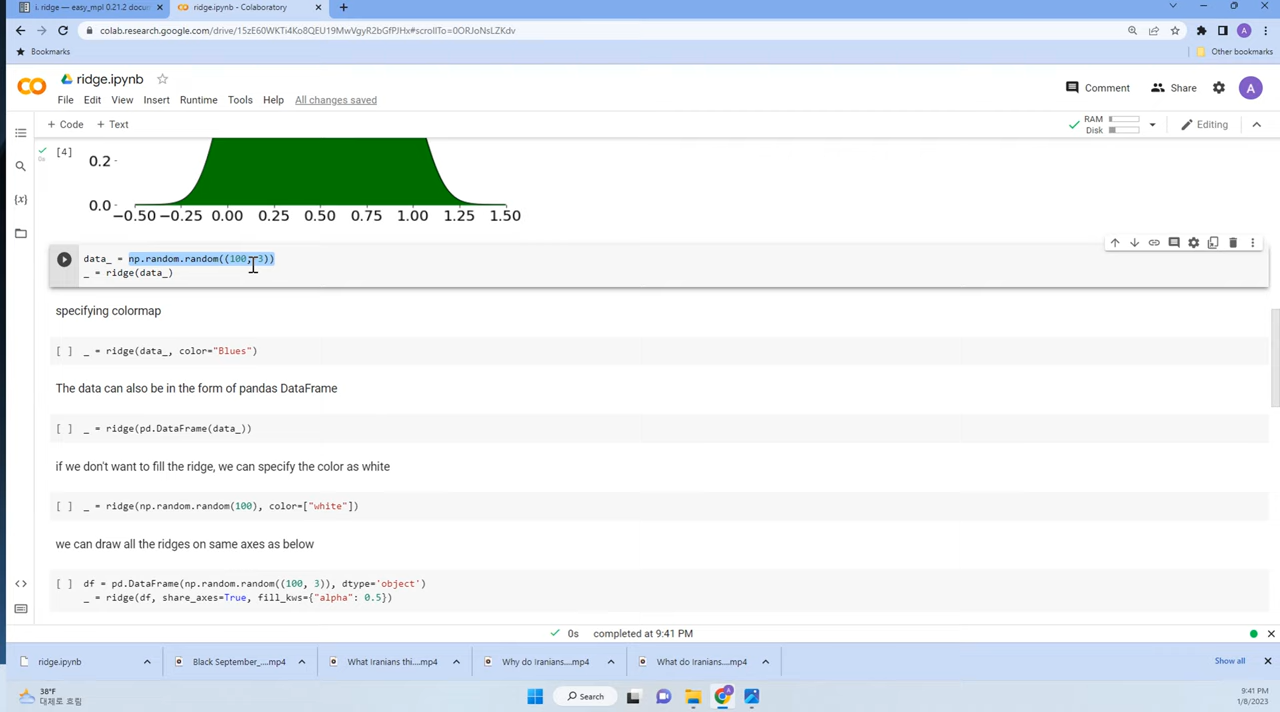 i. ridge — easy_mpl 0.21.2 docum
ridge.ipynb - Colaboratory
colab.research.google.com/drive/15zE60WKTi4Ko8QEU19MwVgyR2bGfPJHx#scrollTo=0ORJoNsLZKdv
Bookmarks
Other bookmarks
ridge.ipynb
Comment
Share
A
File Edit View Insert Runtime Tools Help All changes saved
+ Code + Text
RAM
Disk
Editing
[4]
0s
0.2
0.0
−0.50 −0.25 0.00 0.25 0.50 0.75 1.00 1.25 1.50
data_ = np.random.random((100, 3))
_ = ridge(data_)
specifying colormap
[ ] _ = ridge(data_, color="Blues")
The data can also be in the form of pandas DataFrame
[ ] _ = ridge(pd.DataFrame(data_))
if we don't want to fill the ridge, we can specify the color as white
[ ] _ = ridge(np.random.random(100), color=["white"])
we can draw all the ridges on same axes as below
[ ] df = pd.DataFrame(np.random.random((100, 3)), dtype='object')
_ = ridge(df, share_axes=True, fill_kws={"alpha": 0.5})
0s completed at 9:41 PM
ridge.ipynb
Black September_....mp4
What Iranians thi....mp4
Why do Iranians....mp4
What do Iranians....mp4
Show all
38°F
대체로 흐림
Search
9:41 PM
1/8/2023